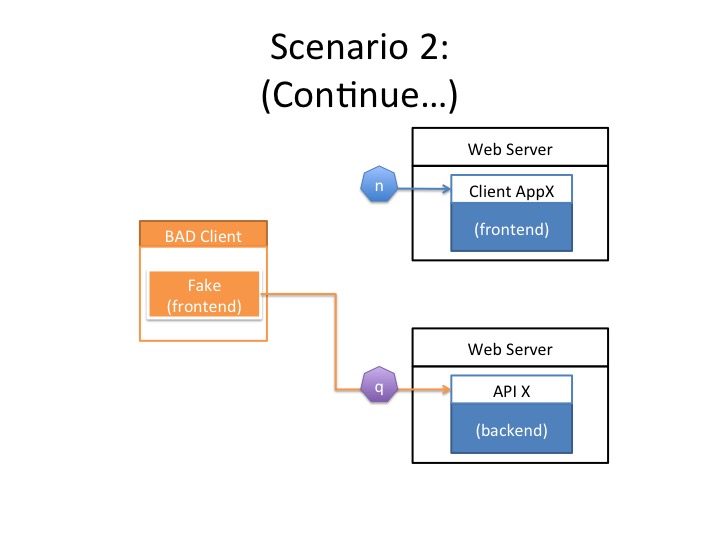 Scenario 2:
(Continue…)
Web Server
n
Client AppX
(frontend)
BAD Client
Fake
(frontend)
Web Server
q
API X
(backend)